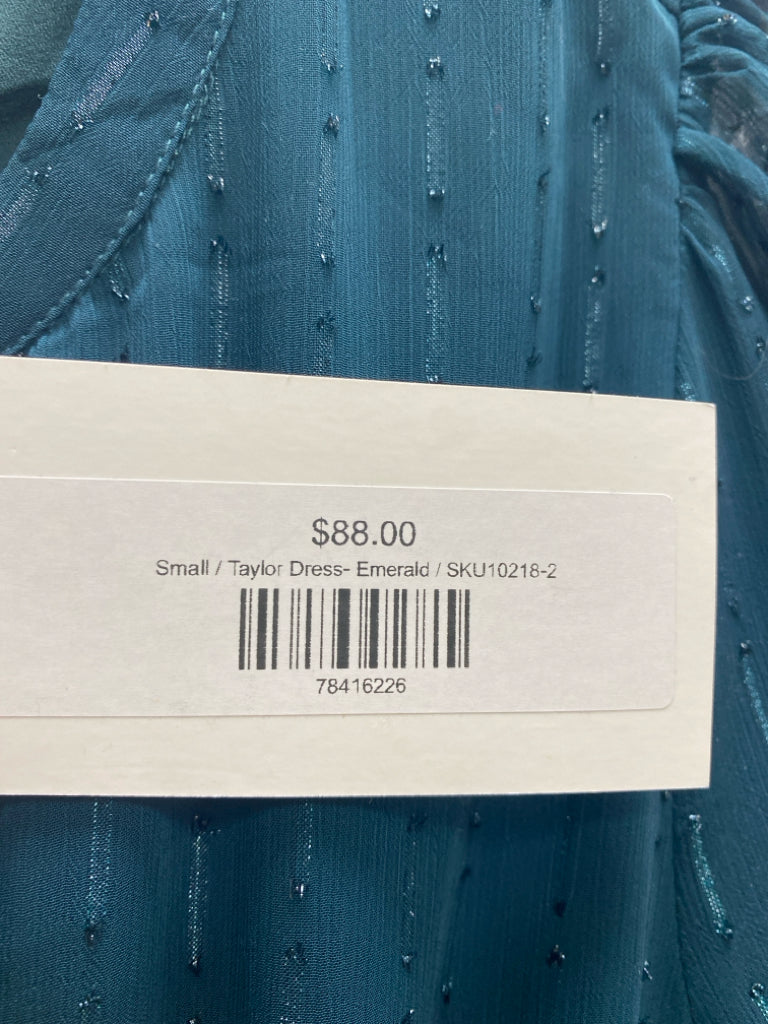 $88.00
Small / Taylor Dress- Emerald / SKU10218-2
78416226